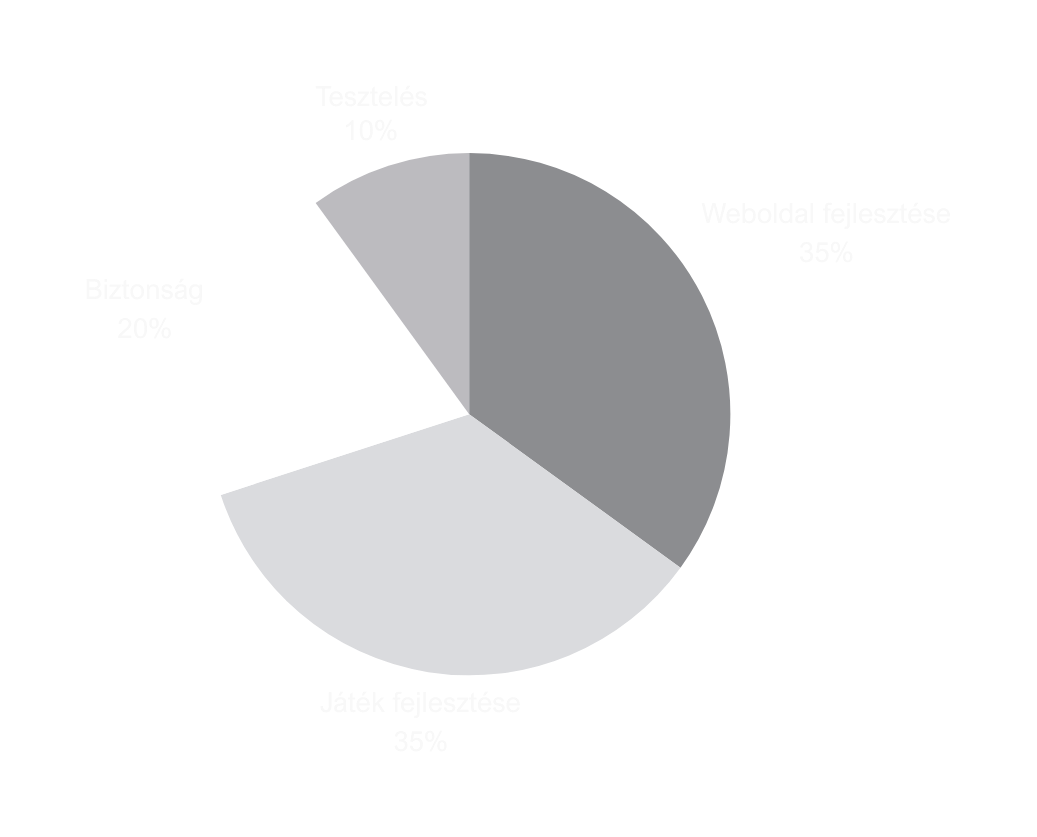 Tesztelés
10%
Weboldal fejlesztése
35%
Biztonság
20%
Játék fejlesztése
35%